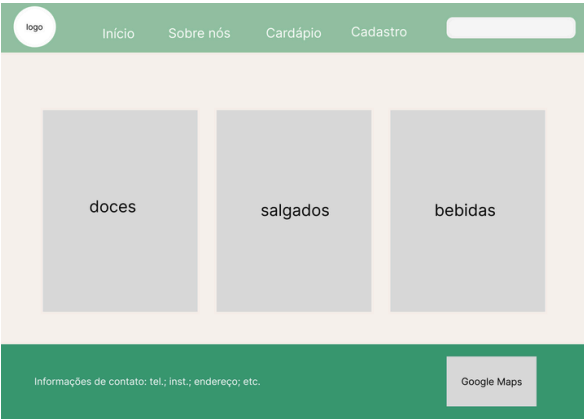 logo
Início
Sobre nós
Cardápio
Cadastro
doces
salgados
bebidas
Informações de contato: tel.; inst.; endereço; etc.
Google Maps